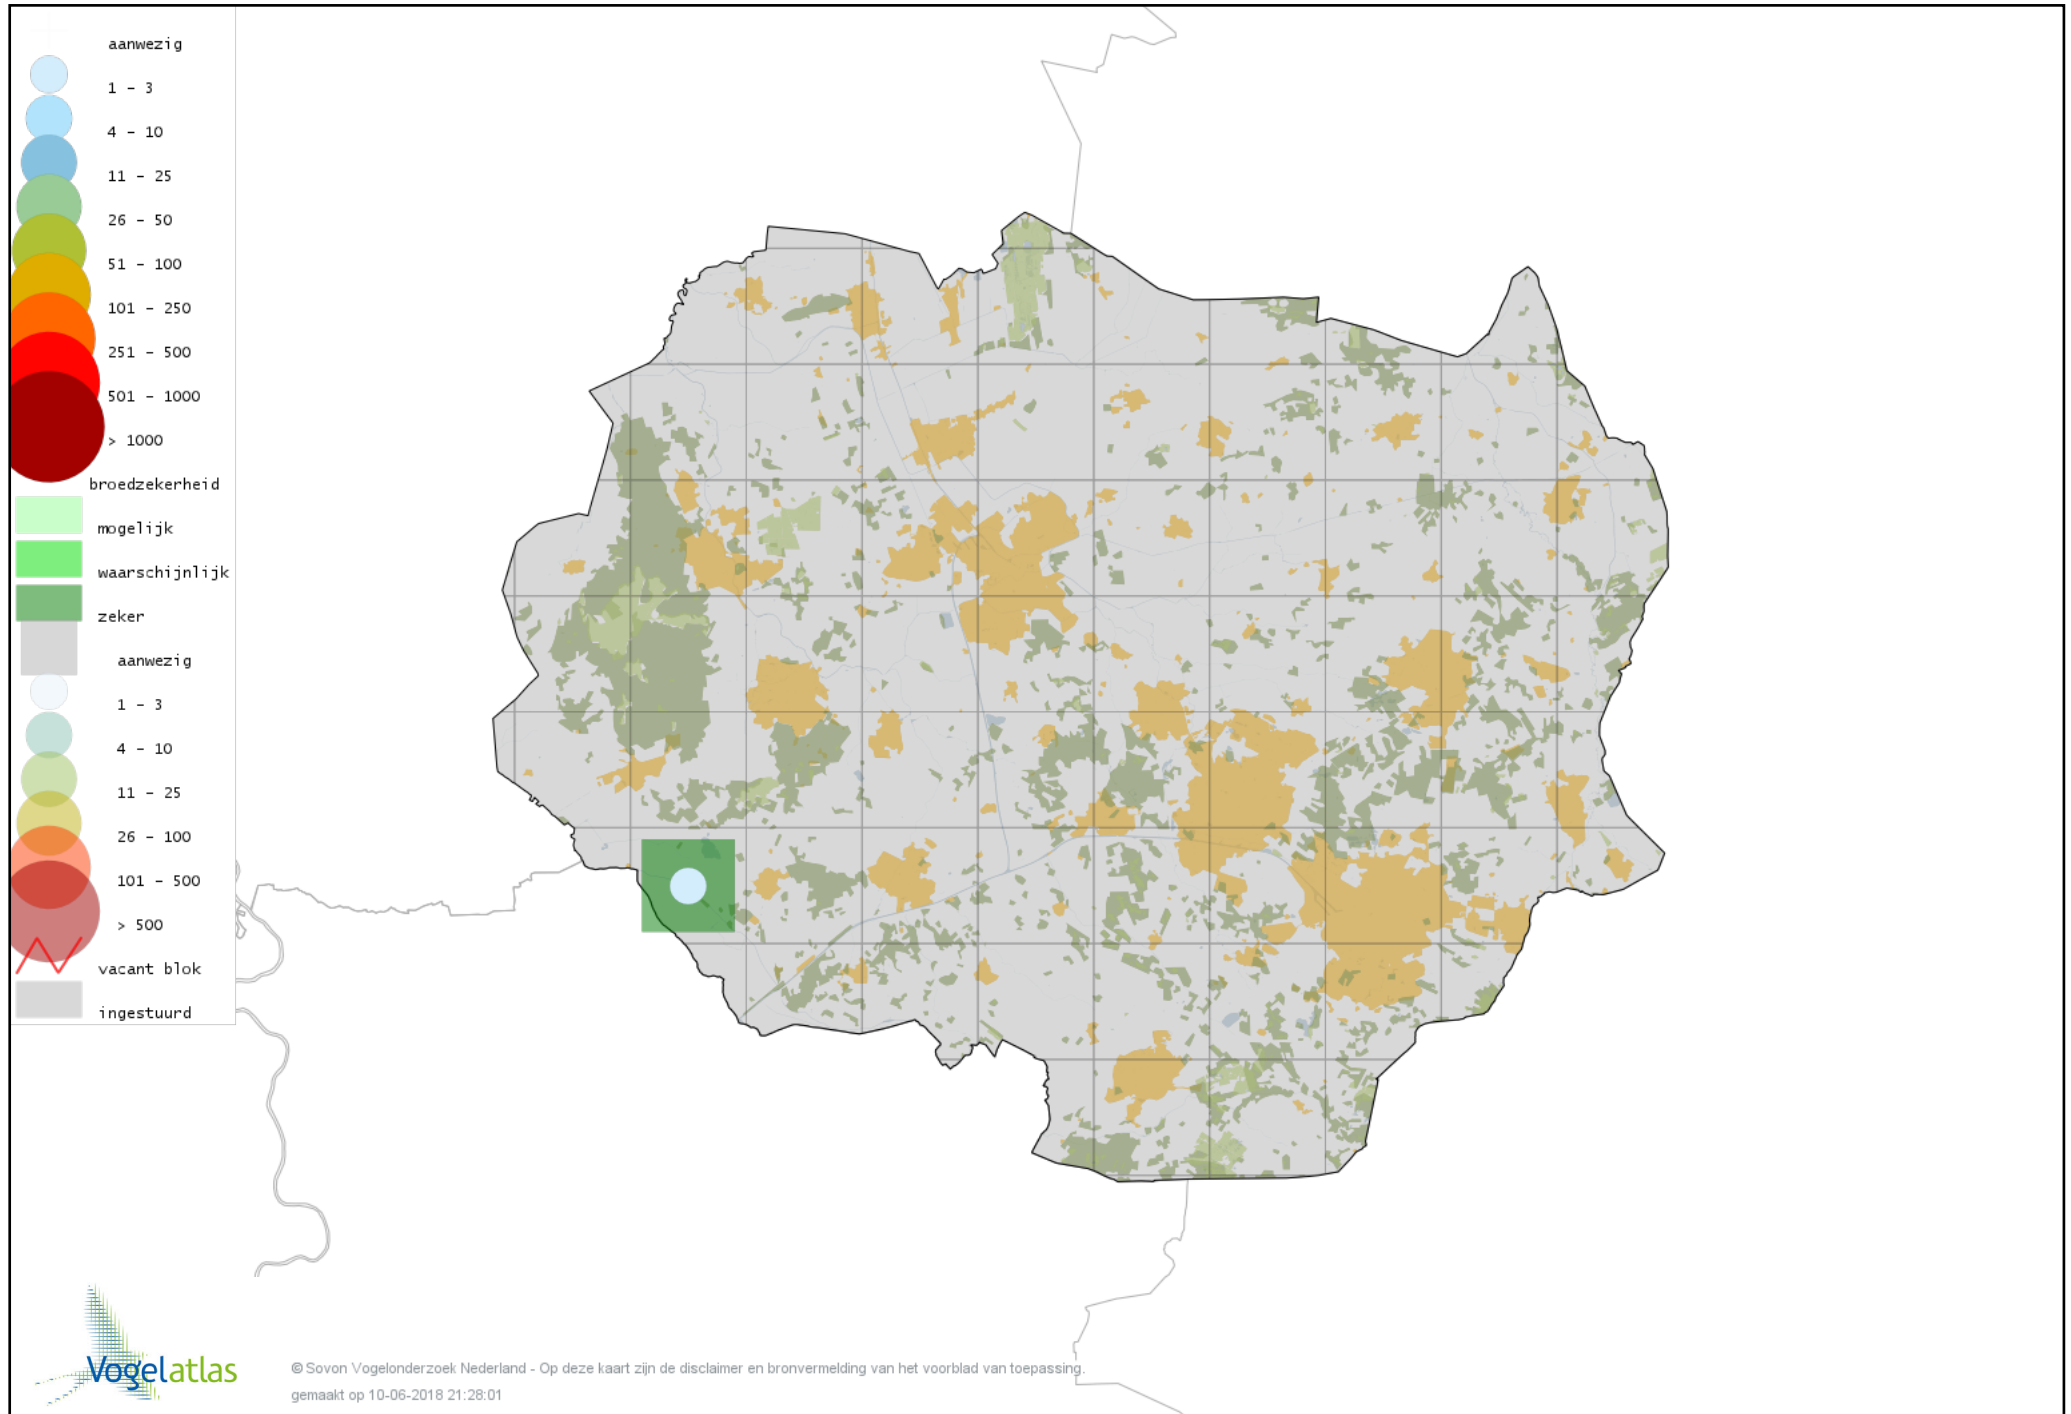 aanwezig
1 – 3
4 – 10
11 – 25
26 – 50
51 – 100
101 – 250
251 – 500
501 – 1000
> 1000
broedzekerheid
mogelijk
waarschijnlijk
zeker
aanwezig
1 – 3
4 – 10
11 – 25
26 – 100
101 – 500
> 500
vacant blok
ingestuurd
Vogelatlas
© Sovon Vogelonderzoek Nederland - Op deze kaart zijn de disclaimer en bronvermelding van het voorblad van toepassing.
gemaakt op 10-06-2018 21:28:01